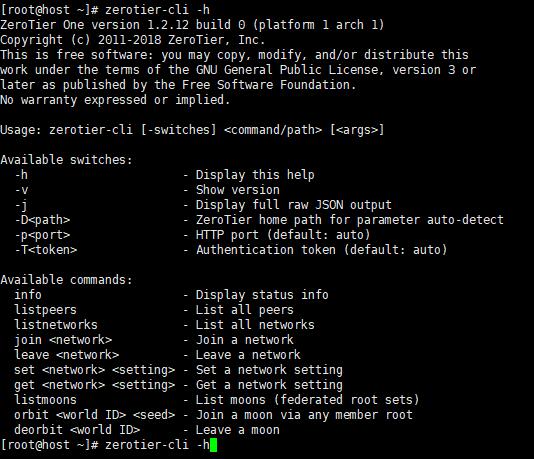 [root@host ~]# zerotier-cli -h
ZeroTier One version 1.2.12 build 0 (platform 1 arch 1)
Copyright (c) 2011-2018 ZeroTier, Inc.
This is free software: you may copy, modify, and/or distribute this
work under the terms of the GNU General Public License, version 3 or
later as published by the Free Software Foundation.
No warranty expressed or implied.

Usage: zerotier-cli [-switches] <command/path> [<args>]

Available switches:
  -h                      - Display this help
  -v                      - Show version
  -j                      - Display full raw JSON output
  -D<path>                - ZeroTier home path for parameter auto-detect
  -p<port>                - HTTP port (default: auto)
  -T<token>               - Authentication token (default: auto)

Available commands:
  info                    - Display status info
  listpeers               - List all peers
  listnetworks            - List all networks
  join <network>          - Join a network
  leave <network>         - Leave a network
  set <network> <setting> - Set a network setting
  get <network> <setting> - Get a network setting
  listmoons               - List moons (federated root sets)
  orbit <world ID> <seed> - Join a moon via any member root
  deorbit <world ID>      - Leave a moon
[root@host ~]# zerotier-cli -h